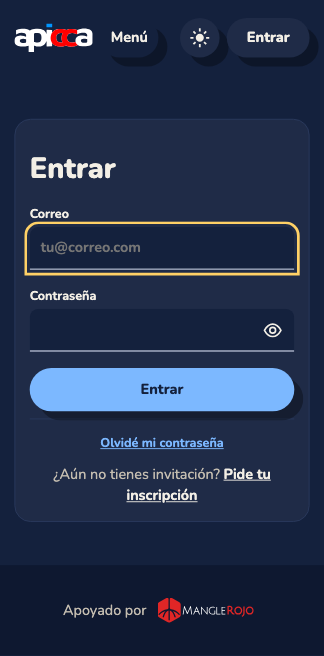 apicca
Menú
Entrar
Entrar
Correo
tu@correo.com
Contraseña
Entrar
Olvidé mi contraseña
¿Aún no tienes invitación? Pide tu
inscripción
Apoyado por
MANGLEROJO